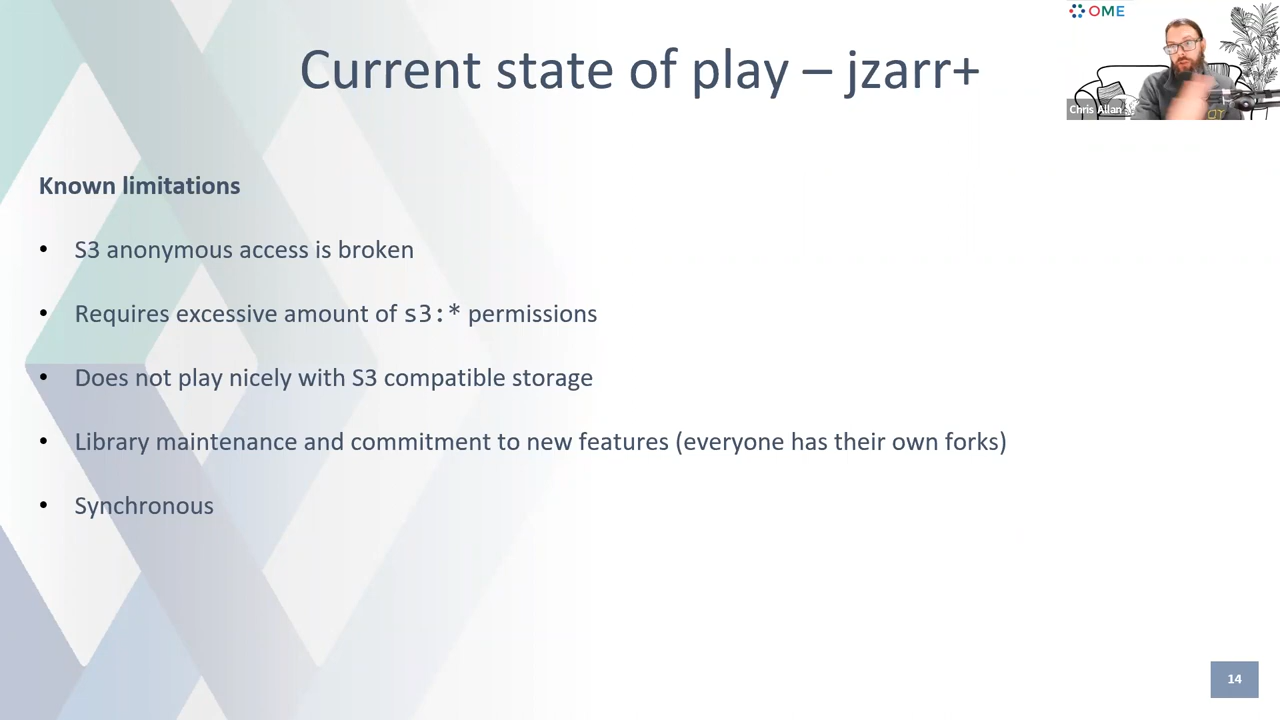 OME
Current state of play – jzarr+
Chris Allan
Known limitations
• S3 anonymous access is broken
• Requires excessive amount of s3:* permissions
• Does not play nicely with S3 compatible storage
• Library maintenance and commitment to new features (everyone has their own forks)
• Synchronous
14